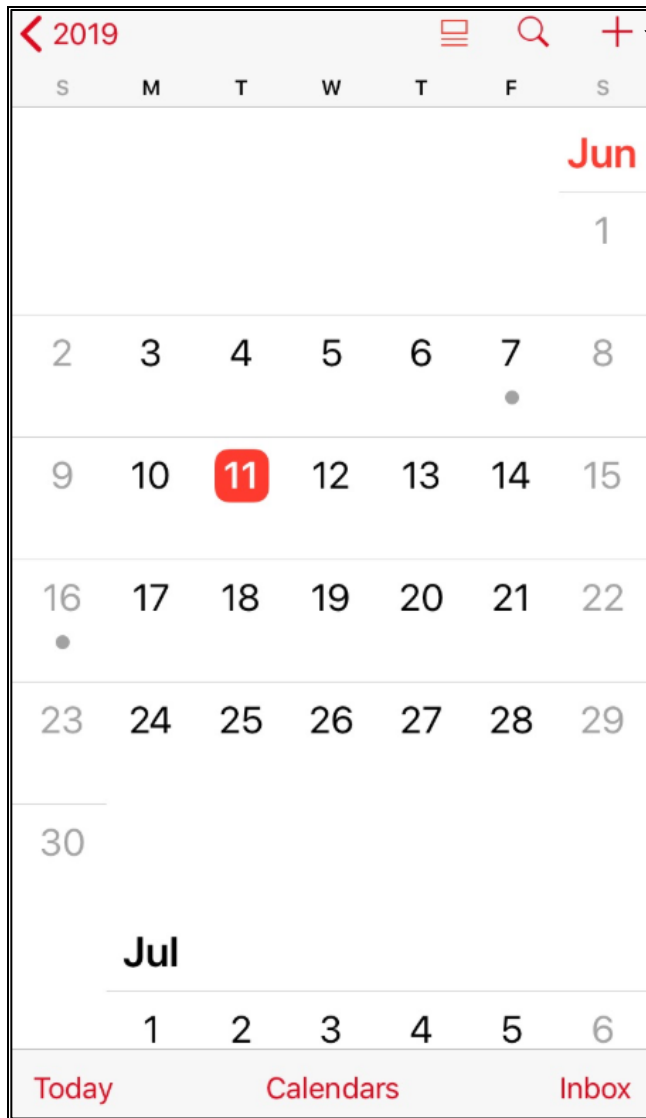 2019
S M T W T F S
Jun
1
2 3 4 5 6 7 8
9 10 11 12 13 14 15
16 17 18 19 20 21 22
23 24 25 26 27 28 29
30
Jul
1 2 3 4 5 6
Today Calendars Inbox